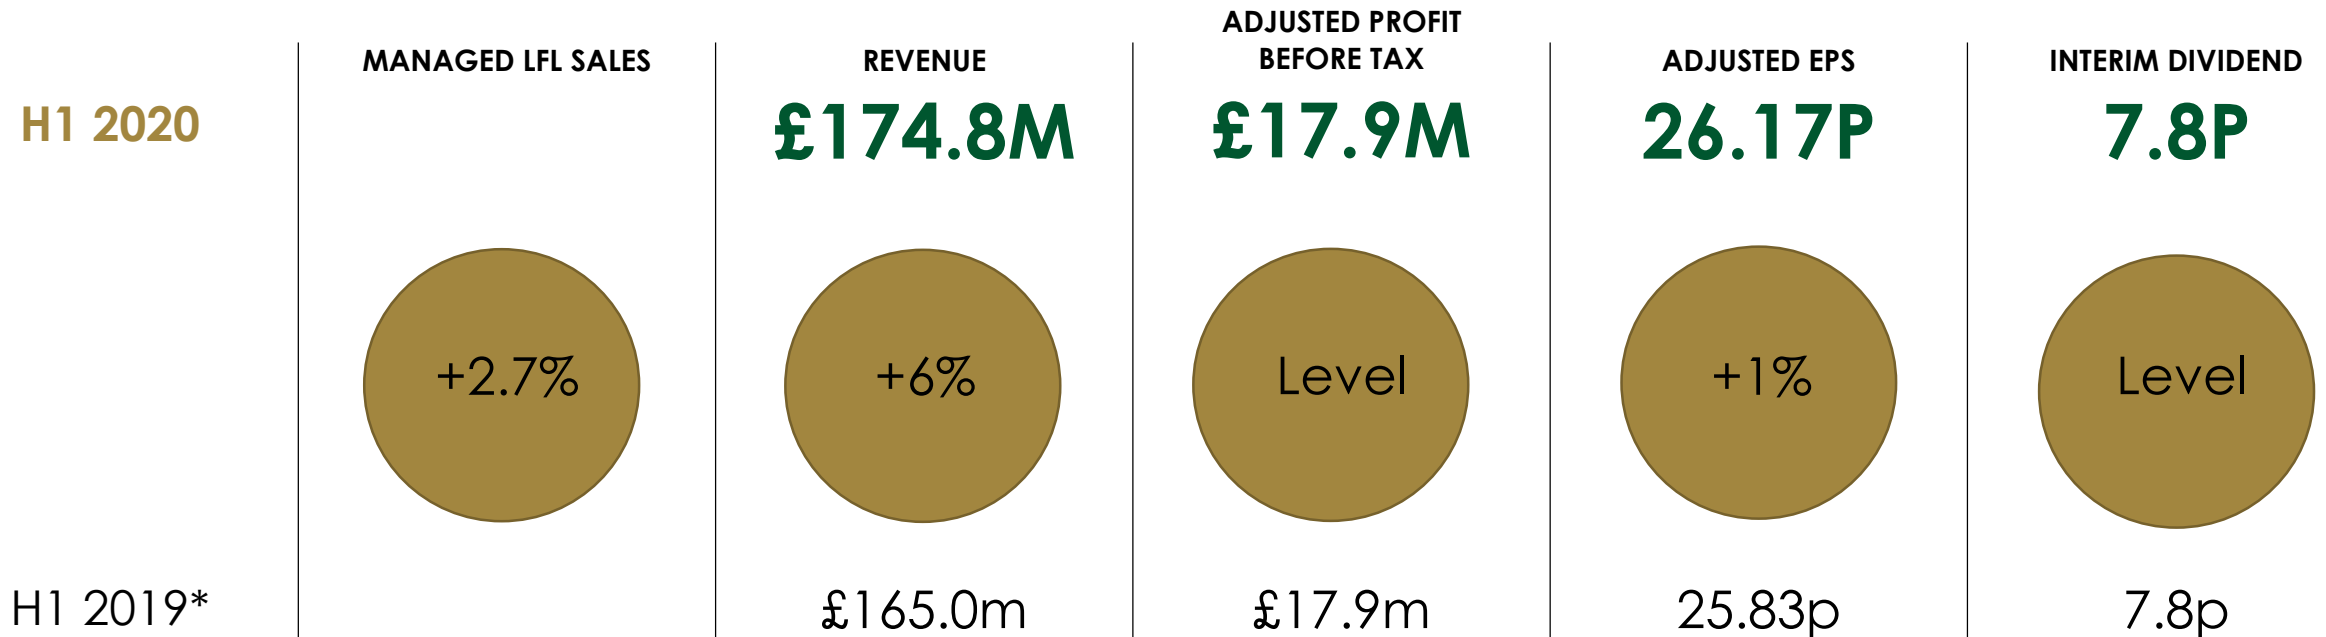 MANAGED LFL SALES
REVENUE
ADJUSTED PROFIT
BEFORE TAX
ADJUSTED EPS
INTERIM DIVIDEND
H1 2020
£174.8M
£17.9M
26.17P
7.8P
+2.7%
+6%
Level
+1%
Level
H1 2019*
£165.0m
£17.9m
25.83p
7.8p